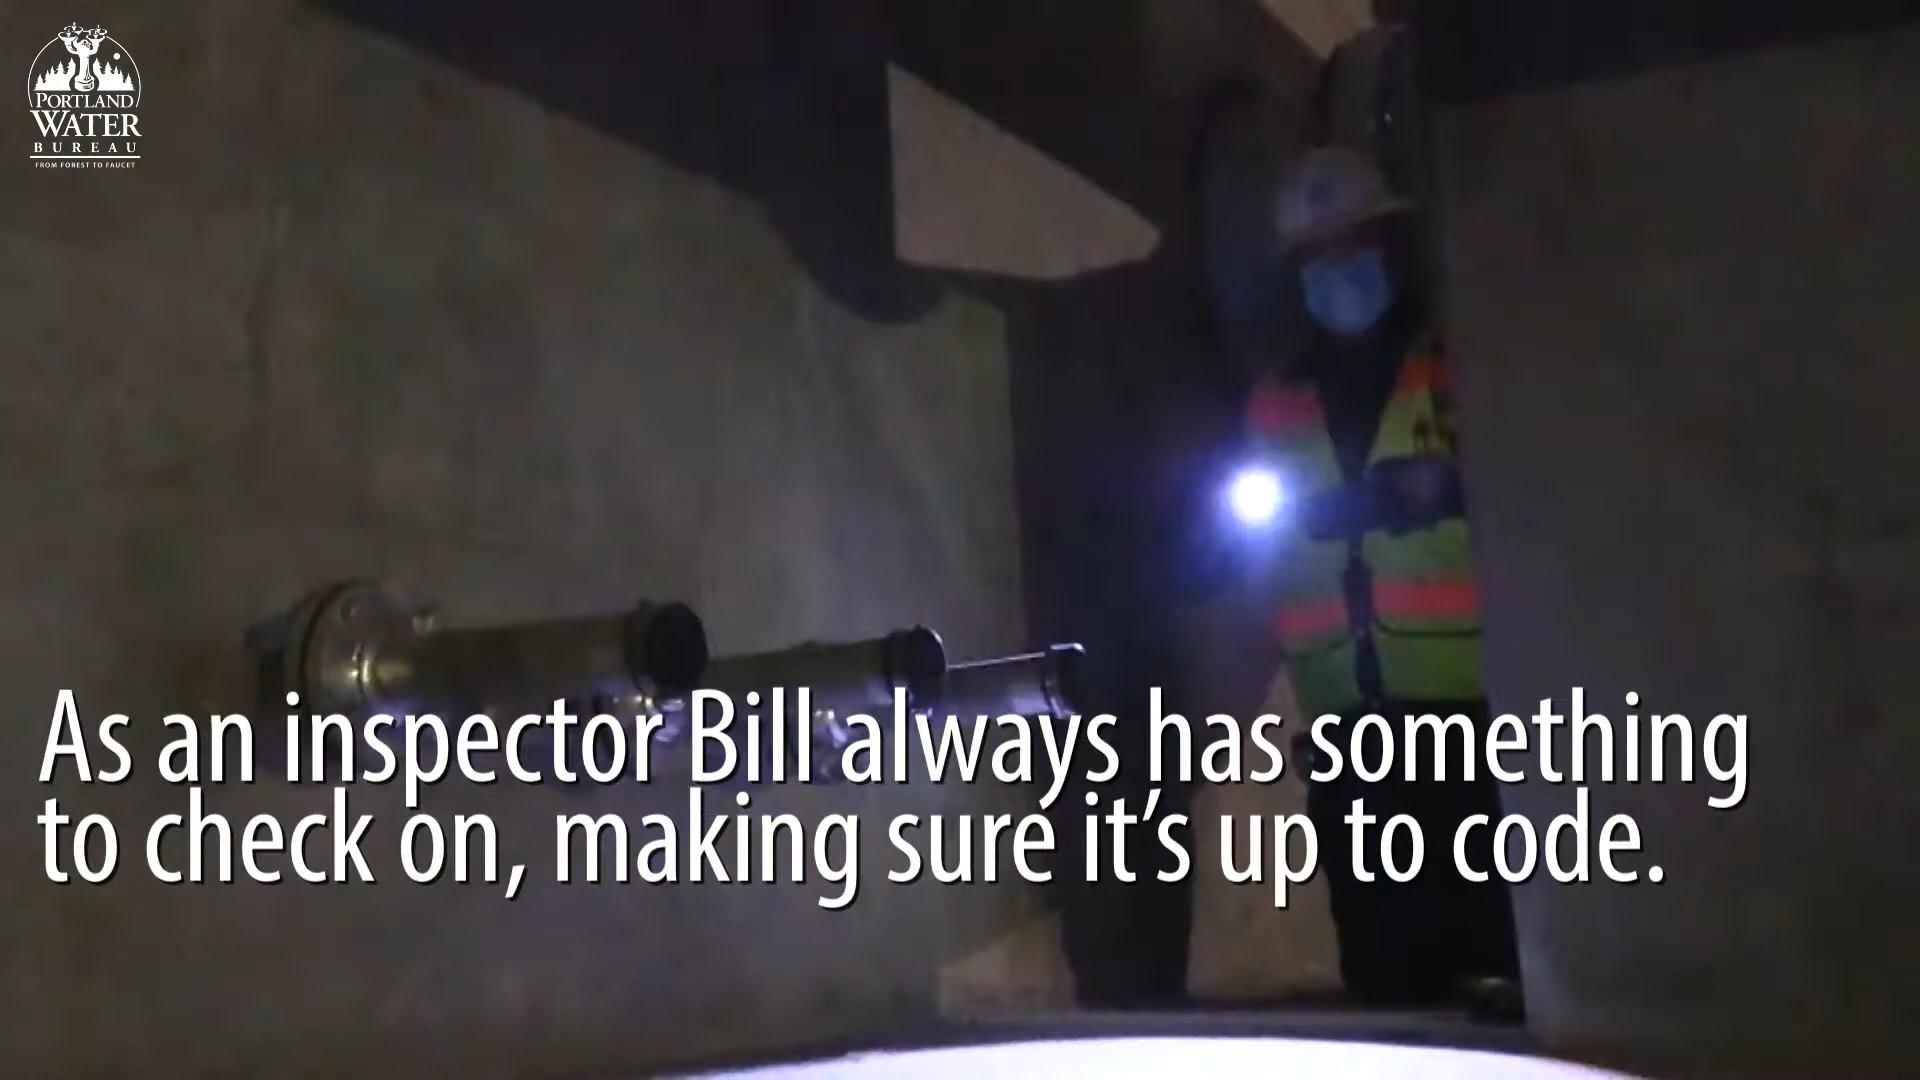 PORTLAND
WATER
BUREAU
FROM FOREST TO FAUCET
As an inspector Bill always has something
to check on, making sure it’s up to code.